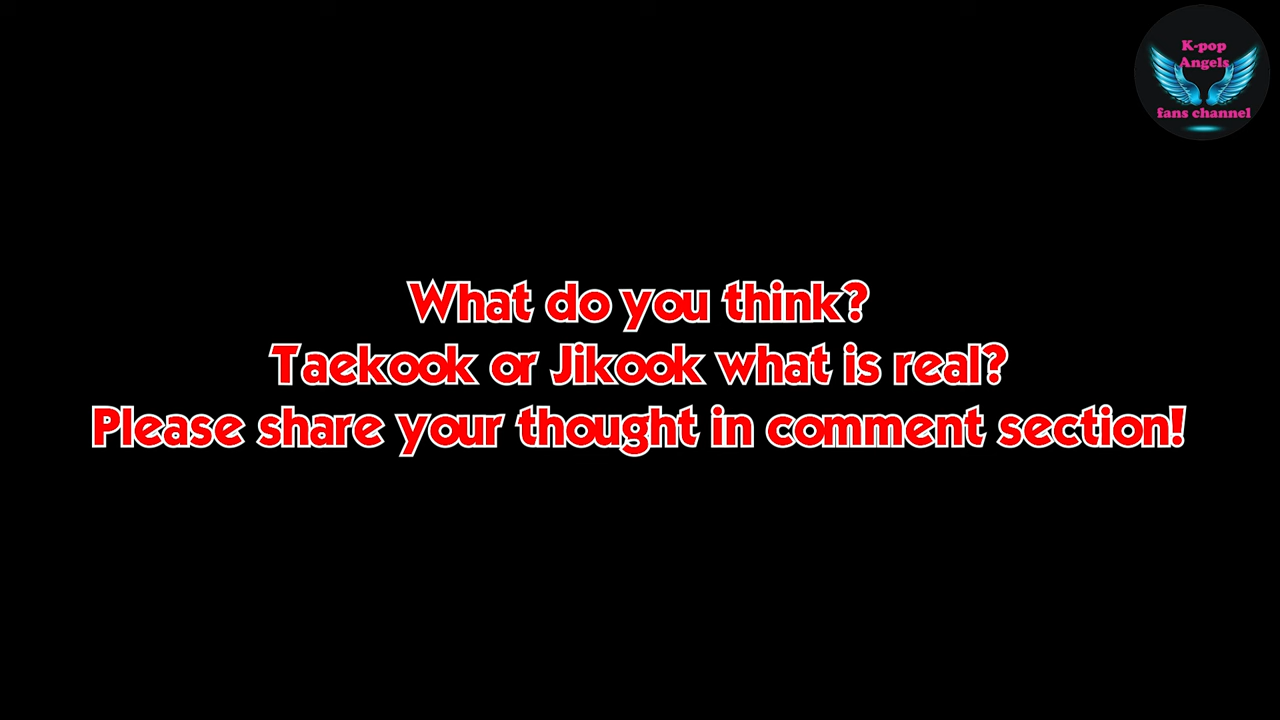 K-pop
Angels
fans channel
What do you think?
Taekook or Jikook what is real?
Please share your thought in comment section!